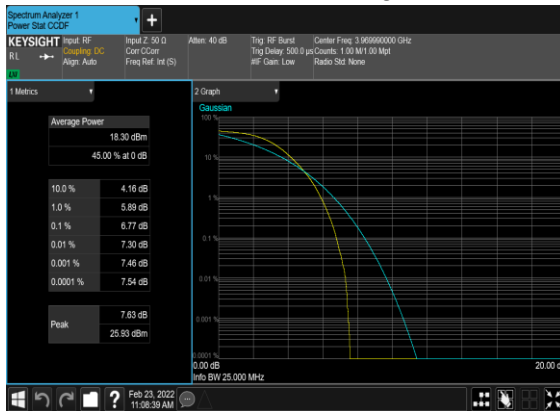 Spectrum Analyzer 1
Power Stat CCDF
+
KEYSIGHT
RL
Input: RF
Coupling: DC
Align: Auto
Input Z: 50 Ω
Corr CCorr
Freq Ref: Int (S)
Atten: 40 dB
Trig: RF Burst
Trig Delay: 500.0 µs
#IF Gain: Low
Center Freq: 3.969990000 GHz
Counts: 1.00 M/1.00 Mpt
Radio Std: None
1 Metrics
Average Power
18.30 dBm
45.00 % at 0 dB
10.0 % 4.16 dB
1.0 % 5.89 dB
0.1 % 6.77 dB
0.01 % 7.30 dB
0.001 % 7.46 dB
0.0001 % 7.54 dB
Peak
7.63 dB
25.93 dBm
2 Graph
Gaussian
100 %
10 %
1 %
0.1 %
0.01 %
0.001 %
0.0001 %
0.00 dB
20.00 d
Info BW 25.000 MHz
?
Feb 23, 2022
11:08:39 AM